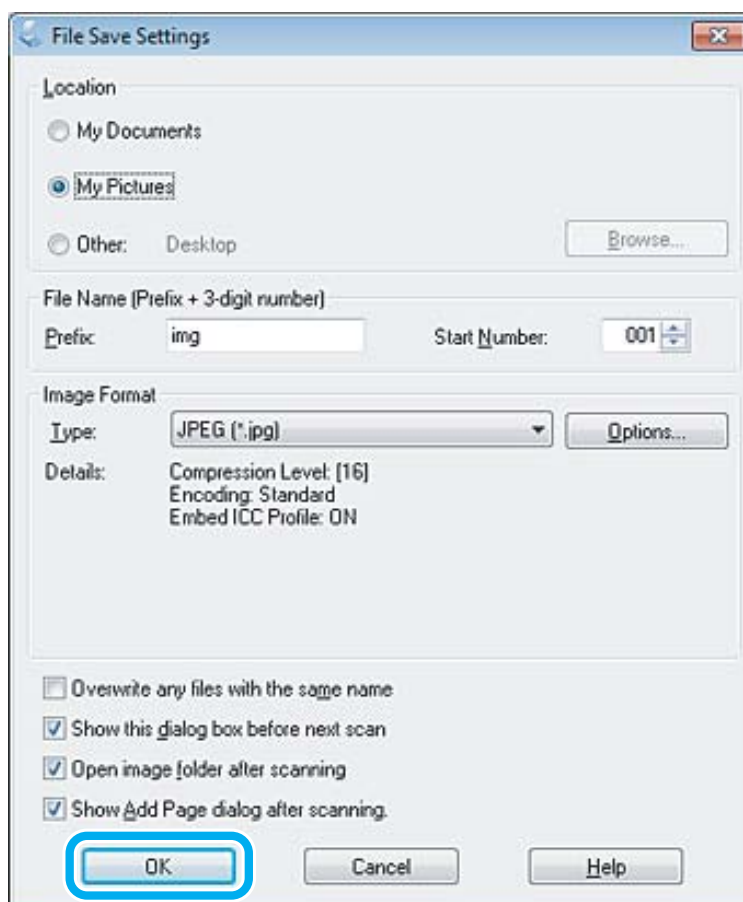 File Save Settings
Location
My Documents
My Pictures
Other: Desktop Browse...
File Name (Prefix + 3-digit number)
Prefix: img Start Number: 001
Image Format
Type: JPEG (*.jpg) Options...
Details: Compression Level: [16]
Encoding: Standard
Embed ICC Profile: ON
Overwrite any files with the same name
Show this dialog box before next scan
Open image folder after scanning
Show Add Page dialog after scanning.
OK Cancel Help